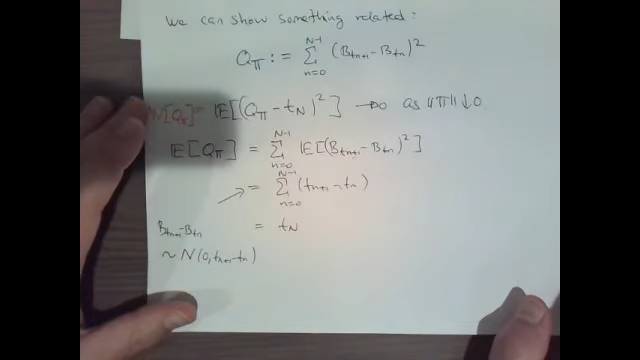 We can show something related:
Q_Π := Σ_{n=0}^{N-1} (B_{t_{n+1}} - B_{t_n})²
V[Q_Π] = E[(Q_Π - t_N)²] → 0 as ||Π|| ↓ 0.
E[Q_Π] = Σ_{n=0}^{N-1} E[(B_{t_{n+1}} - B_{t_n})²]
= Σ_{n=0}^{N-1} (t_{n+1} - t_n)
B_{t_{n+1}} - B_{t_n} = t_N
~ N(0, t_{n+1} - t_n)